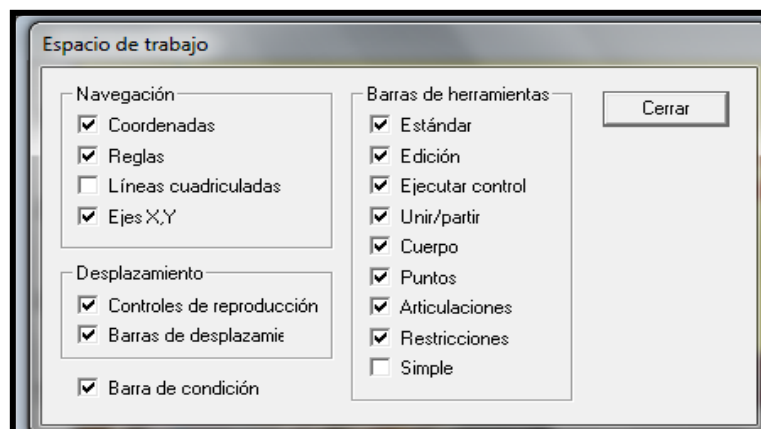 Espacio de trabajo
Navegación
Coordenadas
Reglas
Líneas cuadriculadas
Ejes X,Y
Desplazamiento
Controles de reproducción
Barras de desplazamie
Barra de condición
Barras de herramientas
Estándar
Edición
Ejecutar control
Unir/partir
Cuerpo
Puntos
Articulaciones
Restricciones
Simple
Cerrar